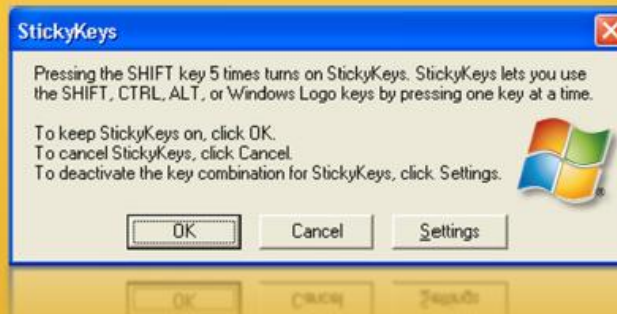 StickyKeys
Pressing the SHIFT key 5 times turns on StickyKeys. StickyKeys lets you use
the SHIFT, CTRL, ALT, or Windows Logo keys by pressing one key at a time.
To keep StickyKeys on, click OK.
To cancel StickyKeys, click Cancel.
To deactivate the key combination for StickyKeys, click Settings.
OK Cancel Settings